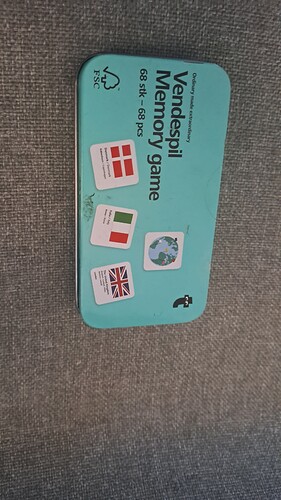 Ordinary made extraordinary
Vendespil
Memory game
68 stk – 68 pcs
FSC